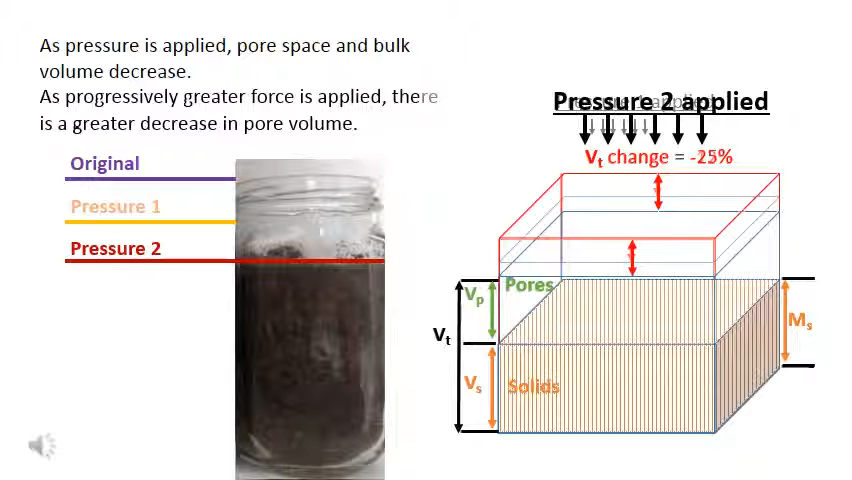 As pressure is applied, pore space and bulk
volume decrease.
As progressively greater force is applied, there
is a greater decrease in pore volume.
Original
Pressure 1
Pressure 2
Pressure 2 applied
Vt change = -25%
Pores
Vp
Vt
Ms
Vs
Solids